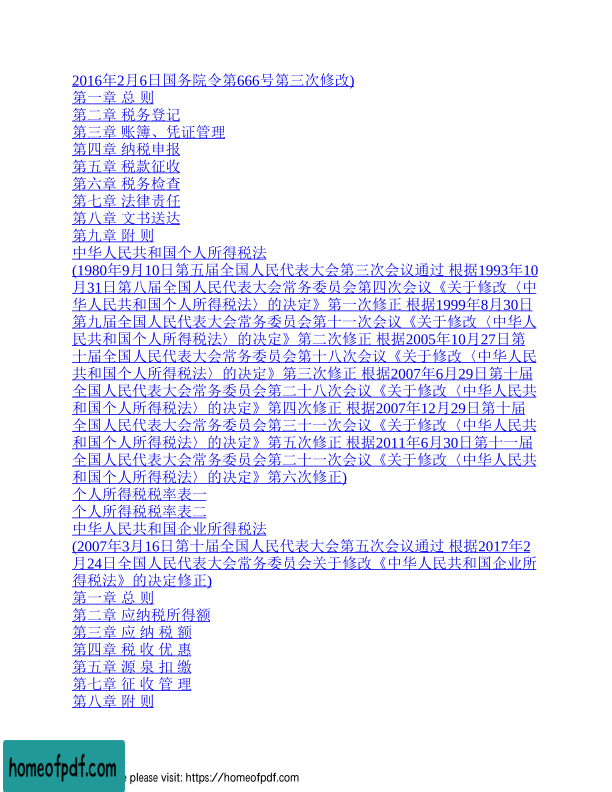 2016年2月6日国务院令第666号第三次修改)
第一章 总 则
第二章 税务登记
第三章 账簿、凭证管理
第四章 纳税申报
第五章 税款征收
第六章 税务检查
第七章 法律责任
第八章 文书送达
第九章 附 则
中华人民共和国个人所得税法
(1980年9月10日第五届全国人民代表大会第三次会议通过 根据1993年10
月31日第八届全国人民代表大会常务委员会第四次会议《关于修改〈中
华人民共和国个人所得税法〉的决定》第一次修正 根据1999年8月30日
第九届全国人民代表大会常务委员会第十一次会议《关于修改〈中华人
民共和国个人所得税法〉的决定》第二次修正 根据2005年10月27日第
十届全国人民代表大会常务委员会第十八次会议《关于修改〈中华人民
共和国个人所得税法〉的决定》第三次修正 根据2007年6月29日第十届
全国人民代表大会常务委员会第二十八次会议《关于修改〈中华人民共
和国个人所得税法〉的决定》第四次修正 根据2007年12月29日第十届
全国人民代表大会常务委员会第三十一次会议《关于修改〈中华人民共
和国个人所得税法〉的决定》第五次修正 根据2011年6月30日第十一届
全国人民代表大会常务委员会第二十一次会议《关于修改〈中华人民共
和国个人所得税法〉的决定》第六次修正)
个人所得税税率表一
个人所得税税率表二
中华人民共和国企业所得税法
(2007年3月16日第十届全国人民代表大会第五次会议通过 根据2017年2
月24日全国人民代表大会常务委员会关于修改《中华人民共和国企业所
得税法》的决定修正)
第一章 总 则
第二章 应纳税所得额
第三章 应 纳 税 额
第四章 税 收 优 惠
第五章 源 泉 扣 缴
第七章 征 收 管 理
第八章 附 则
homeofpdf.com
please visit: https://homeofpdf.com